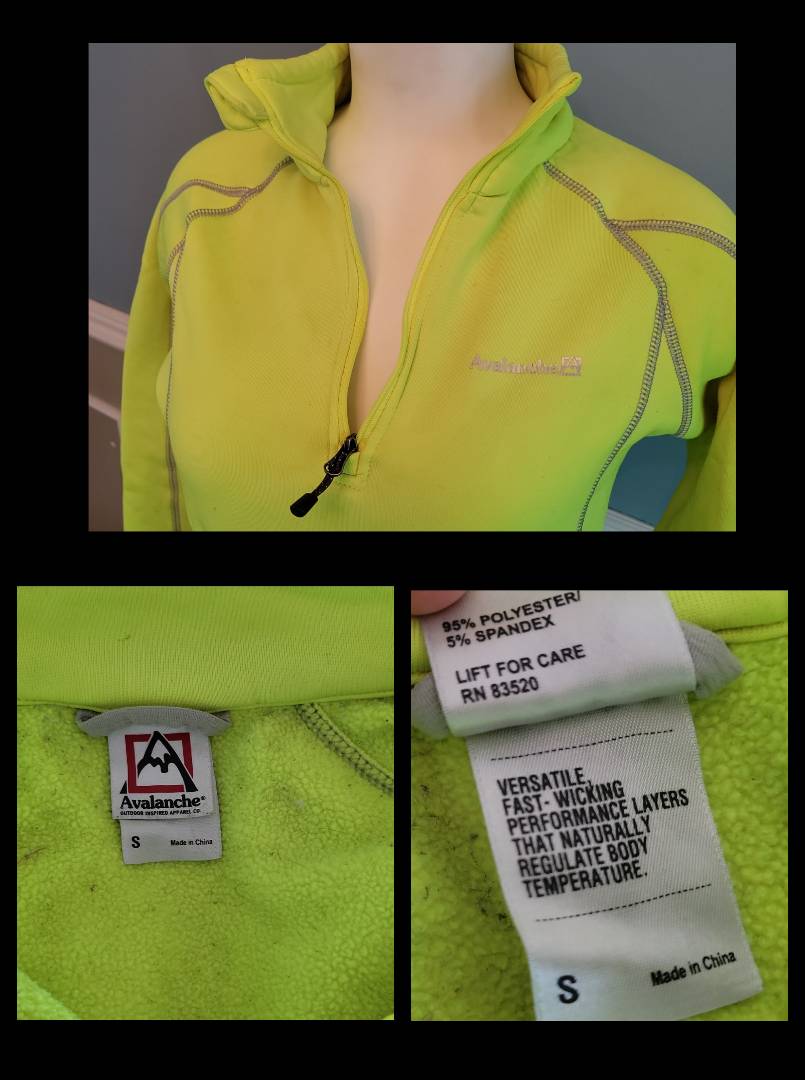 Avalanche
Avalanche®
OUTDOOR INSPIRED APPAREL CO.
S
Made in China
95% POLYESTER/
5% SPANDEX
LIFT FOR CARE
RN 83520
VERSATILE,
FAST- WICKING
PERFORMANCE LAYERS
THAT NATURALLY
REGULATE BODY
TEMPERATURE.
S
Made in China